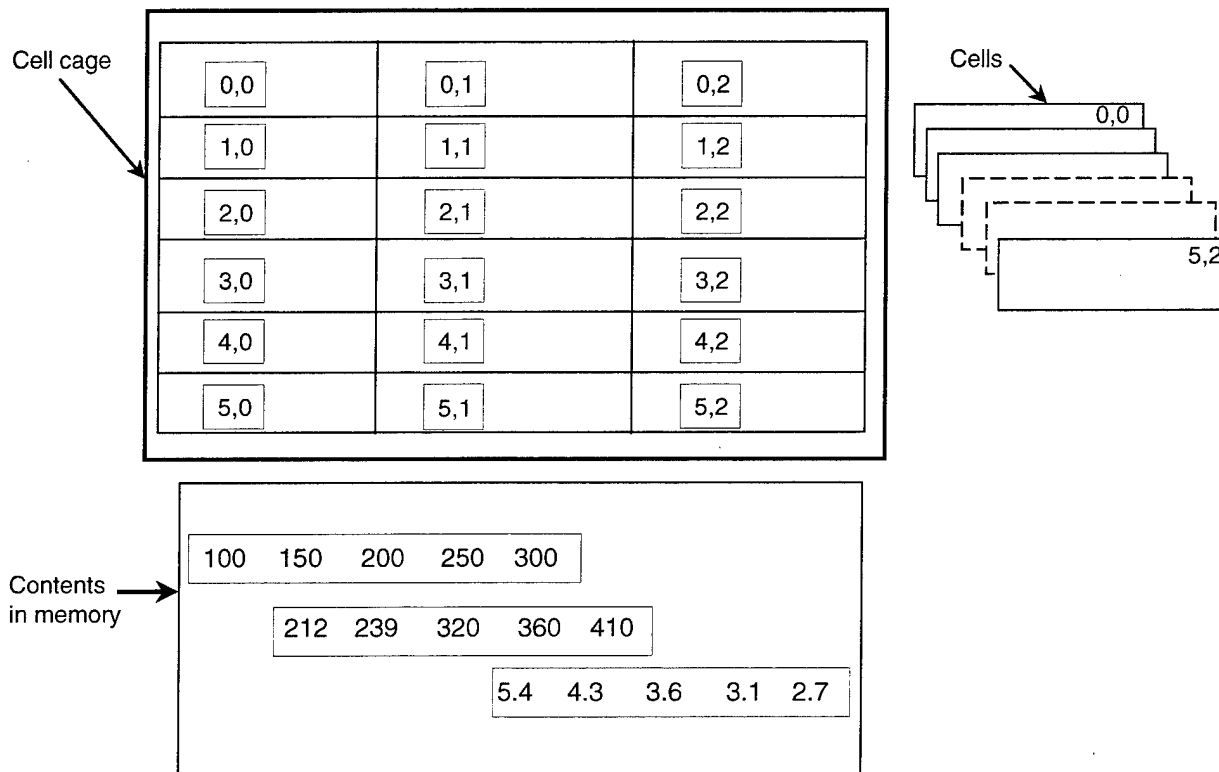 Cell cage
0,0 0,1 0,2
1,0 1,1 1,2
2,0 2,1 2,2
3,0 3,1 3,2
4,0 4,1 4,2
5,0 5,1 5,2
Cells
0,0
5,2
Contents
in memory
100 150 200 250 300
212 239 320 360 410
5.4 4.3 3.6 3.1 2.7